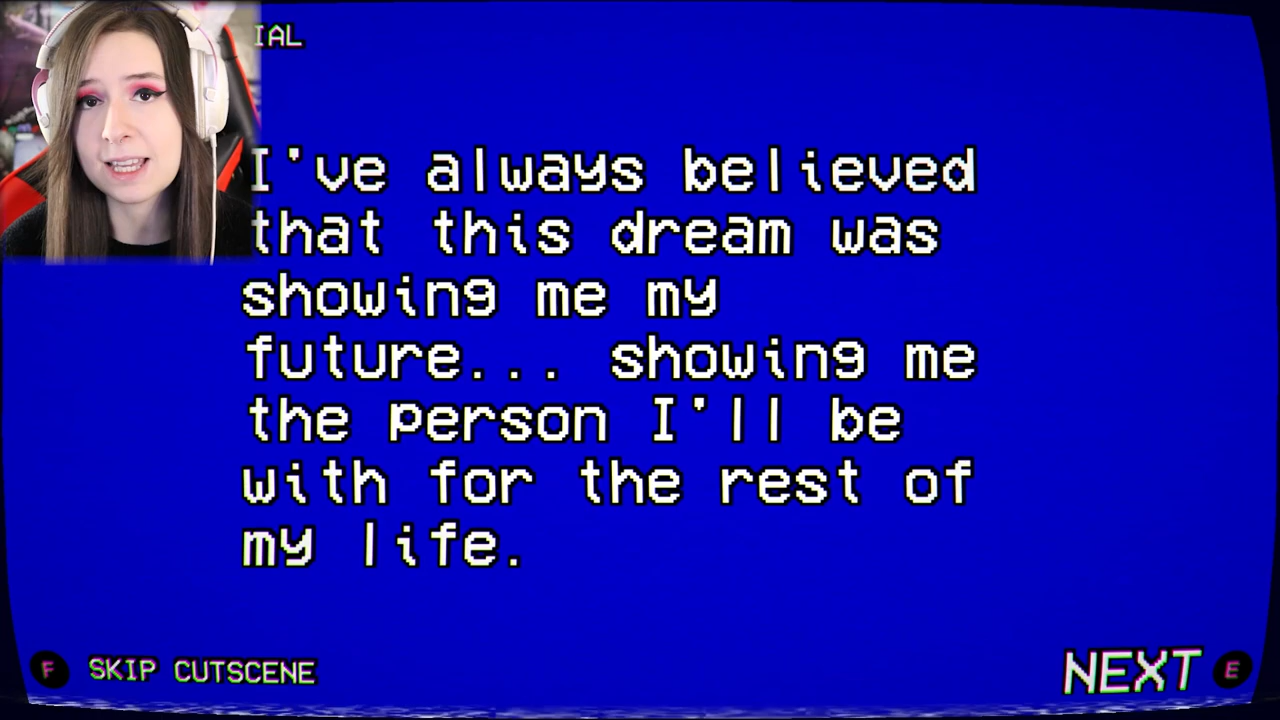 IAL
I've always believed
that this dream was
showing me my
future... showing me
the person I'll be
with for the rest of
my life.
F SKIP CUTSCENE
NEXT E